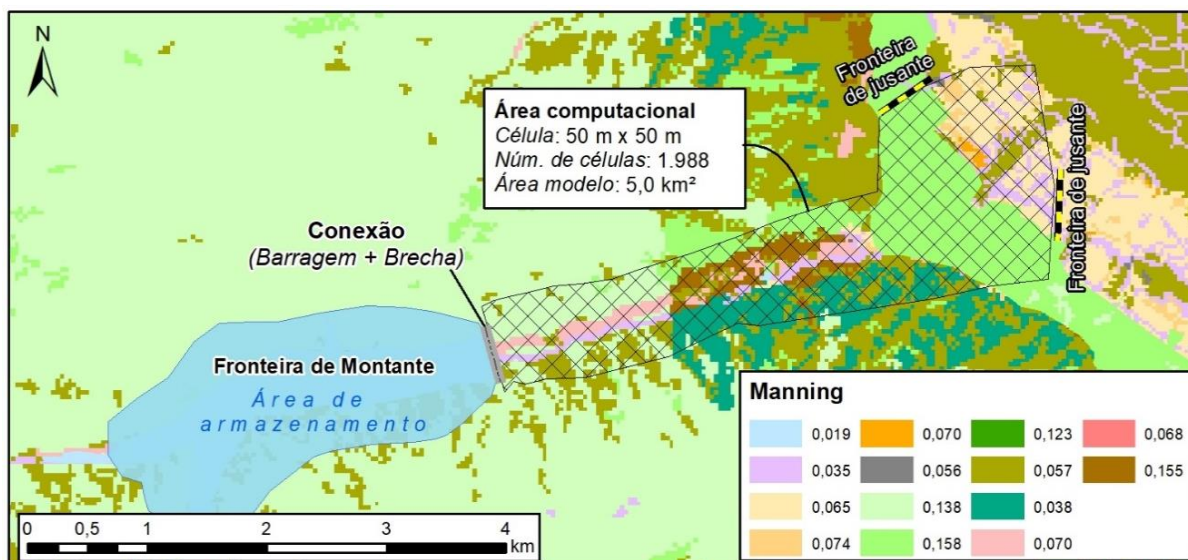 N
Fronteira
de jusante
Área computacional
Célula: 50 m x 50 m
Núm. de células: 1.988
Área modelo: 5,0 km²
Fronteira de jusante
Conexão
(Barragem + Brecha)
Fronteira de Montante
Área de
armazenamento
Manning
0,019 0,070 0,123 0,068
0,035 0,056 0,057 0,155
0,065 0,138 0,038
0,074 0,158 0,070
0 0,5 1 2 3 4
km